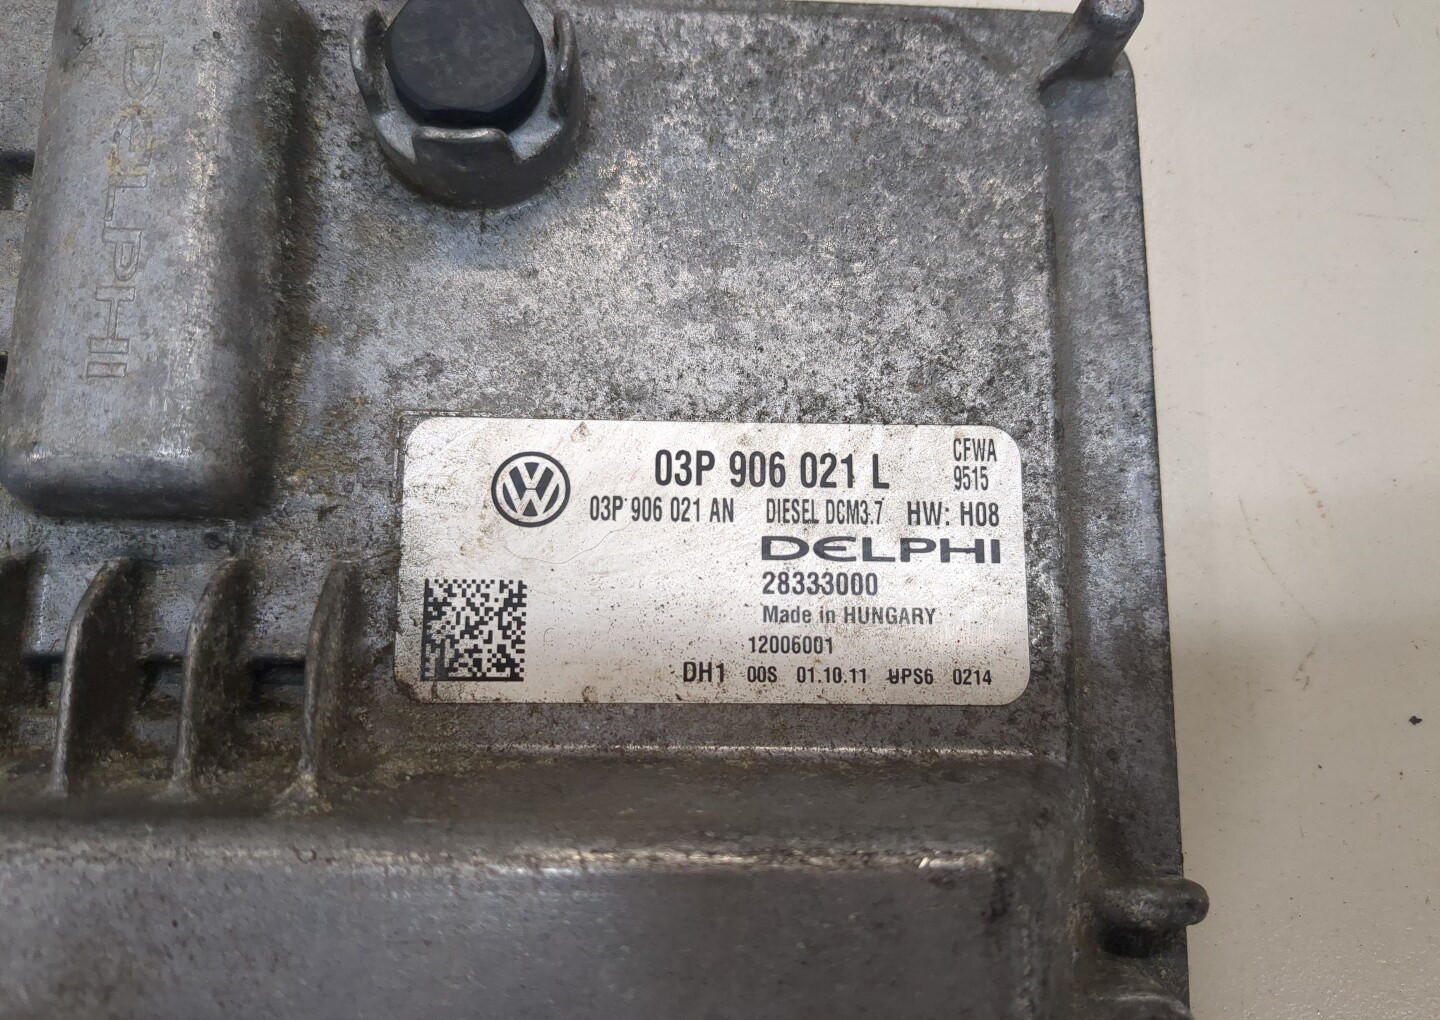 DELPHI
03P 906 021 L
CFWA
9515
03P 906 021 AN DIESEL DCM3.7 HW: H08
DELPHI
28333000
Made in HUNGARY
12006001
DH1 00S 01.10.11 UPS6 0214